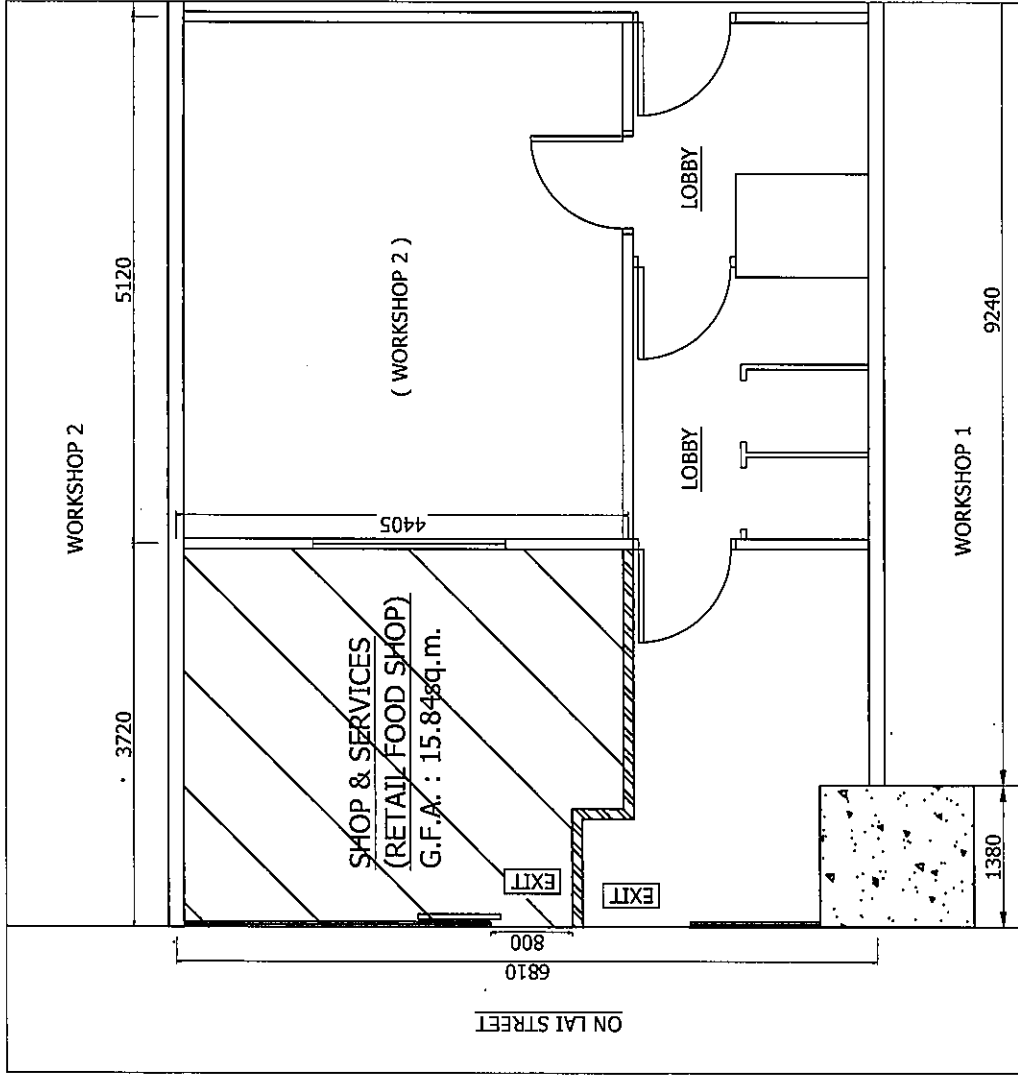 WORKSHOP 2
3720
5120
SHOP & SERVICES
(RETAIL FOOD SHOP)
G.F.A. : 15.84sq.m.
4405
( WORKSHOP 2 )
EXIT
EXIT
800
6810
ON LAI STREET
LOBBY
LOBBY
WORKSHOP 1
1380
9240